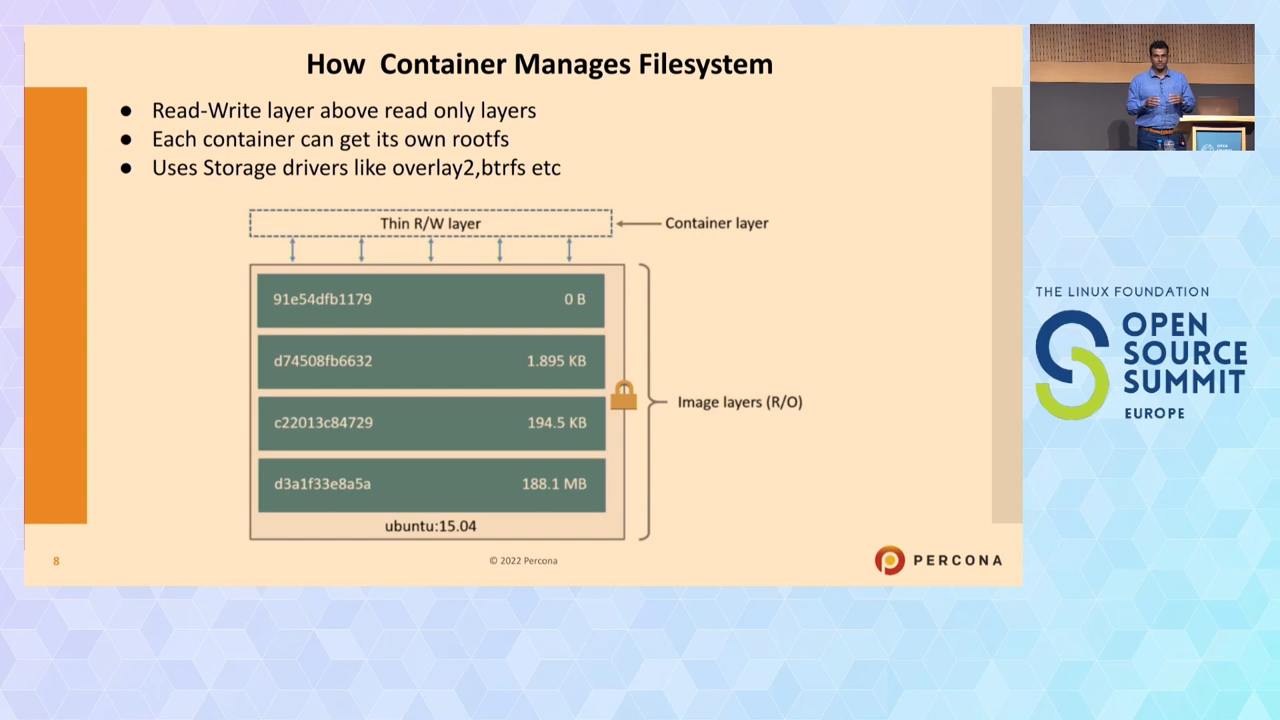 How  Container Manages Filesystem
● Read-Write layer above read only layers
● Each container can get its own rootfs
● Uses Storage drivers like overlay2,btrfs etc
Thin R/W layer
Container layer
91e54dfb1179 0 B
d74508fb6632 1.895 KB
c22013c84729 194.5 KB
d3a1f33e8a5a 188.1 MB
ubuntu:15.04
Image layers (R/O)
8
© 2022 Percona
PERCONA
THE LINUX FOUNDATION
OPEN
SOURCE
SUMMIT
EUROPE